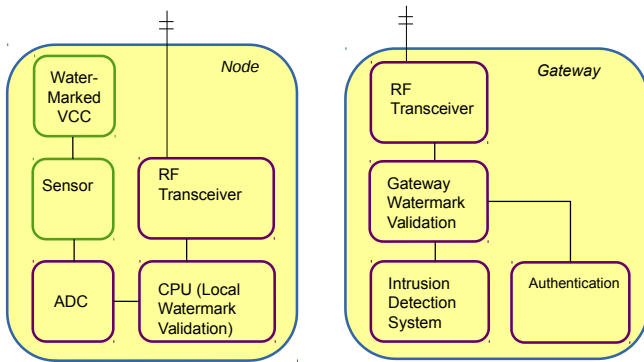 Node
Water-
Marked
VCC
Sensor
RF
Transceiver
ADC
CPU (Local
Watermark
Validation)
Gateway
RF
Transceiver
Gateway
Watermark
Validation
Intrusion
Detection
System
Authentication